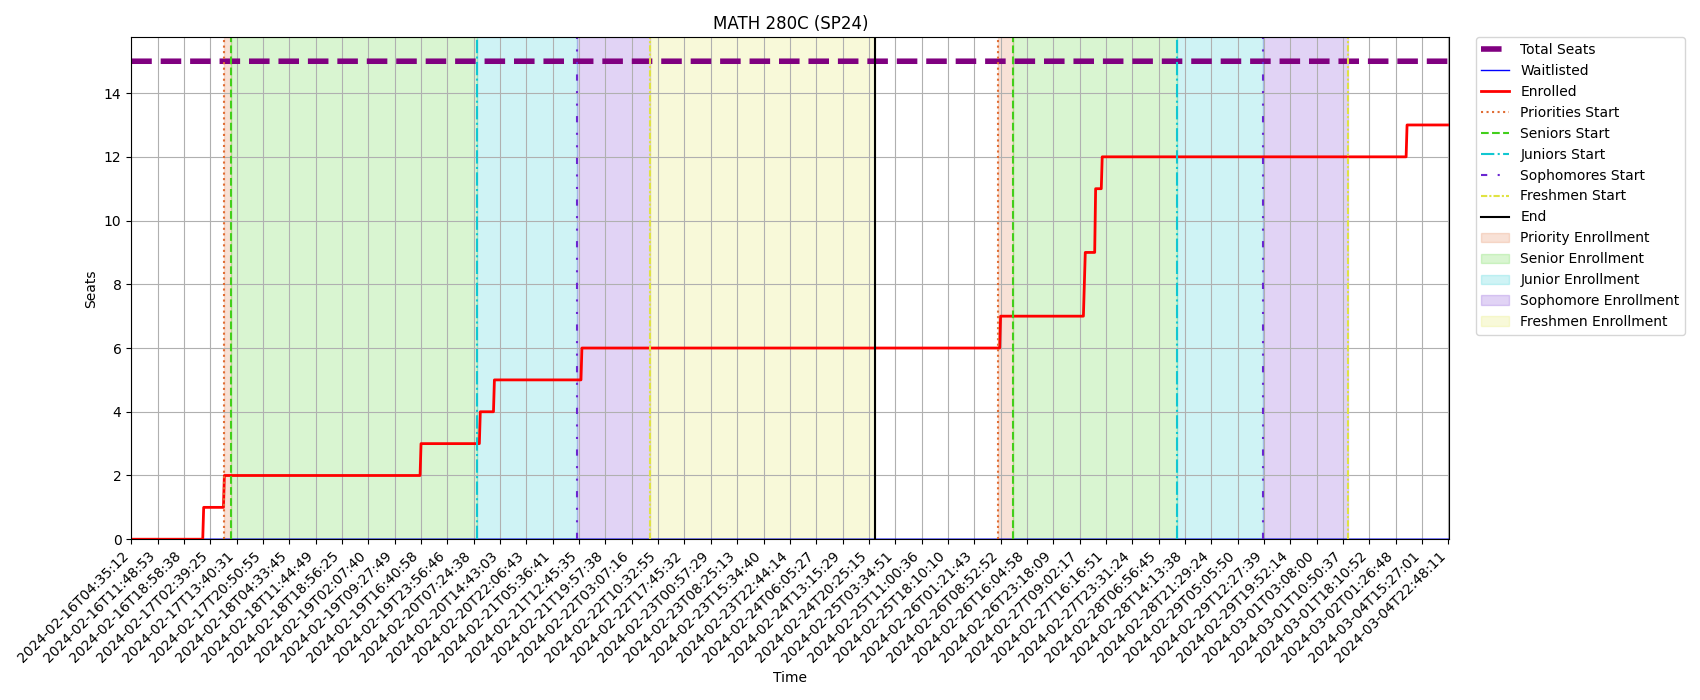 MATH 280C (SP24)
Seats
14
12
10
8
6
4
2
0
2024-02-16T04:35:12
2024-02-16T11:48:53
2024-02-16T18:58:38
2024-02-17T02:39:25
2024-02-17T13:40:31
2024-02-17T20:50:55
2024-02-18T04:33:45
2024-02-18T11:44:49
2024-02-18T18:56:25
2024-02-19T02:07:40
2024-02-19T09:27:49
2024-02-19T16:40:58
2024-02-19T23:56:46
2024-02-20T07:24:38
2024-02-20T14:43:03
2024-02-20T22:06:43
2024-02-21T05:36:41
2024-02-21T12:45:35
2024-02-21T19:57:38
2024-02-22T03:07:16
2024-02-22T10:32:55
2024-02-22T17:45:32
2024-02-23T00:57:29
2024-02-23T08:25:13
2024-02-23T15:34:40
2024-02-23T22:44:14
2024-02-24T06:05:27
2024-02-24T13:15:29
2024-02-24T20:25:15
2024-02-25T03:34:51
2024-02-25T11:00:36
2024-02-25T18:10:10
2024-02-26T01:21:43
2024-02-26T08:52:52
2024-02-26T16:04:58
2024-02-26T23:18:09
2024-02-27T09:02:17
2024-02-27T16:16:51
2024-02-27T23:31:24
2024-02-28T06:56:45
2024-02-28T14:13:38
2024-02-28T21:29:24
2024-02-29T05:05:50
2024-02-29T12:27:39
2024-02-29T19:52:14
2024-03-01T03:08:00
2024-03-01T10:50:37
2024-03-01T18:10:52
2024-03-02T01:26:48
2024-03-04T15:27:01
2024-03-04T22:48:11
Time
Total Seats
Waitlisted
Enrolled
Priorities Start
Seniors Start
Juniors Start
Sophomores Start
Freshmen Start
End
Priority Enrollment
Senior Enrollment
Junior Enrollment
Sophomore Enrollment
Freshmen Enrollment